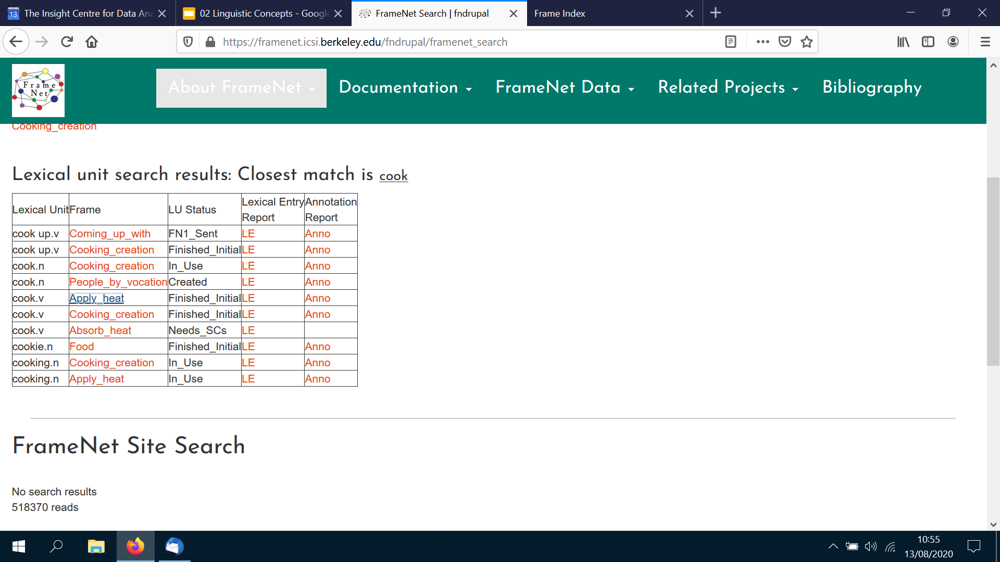 13 The Insight Centre for Data Ana
02 Linguistic Concepts - Google
FrameNet Search | fndrupal
Frame Index
https://framenet.icsi.berkeley.edu/fndrupal/framenet_search
Frame
Net
About FrameNet
Documentation
FrameNet Data
Related Projects
Bibliography
Cooking_creation
Lexical unit search results: Closest match is cook
Lexical Unit Frame LU Status Lexical Entry Report Annotation Report
cook up.v Coming_up_with FN1_Sent LE Anno
cook up.v Cooking_creation Finished_Initial LE Anno
cook.n Cooking_creation In_Use LE Anno
cook.n People_by_vocation Created LE Anno
cook.v Apply_heat Finished_Initial LE Anno
cook.v Cooking_creation Finished_Initial LE Anno
cook.v Absorb_heat Needs_SCs LE
cookie.n Food Finished_Initial LE Anno
cooking.n Cooking_creation In_Use LE Anno
cooking.n Apply_heat In_Use LE Anno
FrameNet Site Search
No search results
518370 reads
10:55
13/08/2020